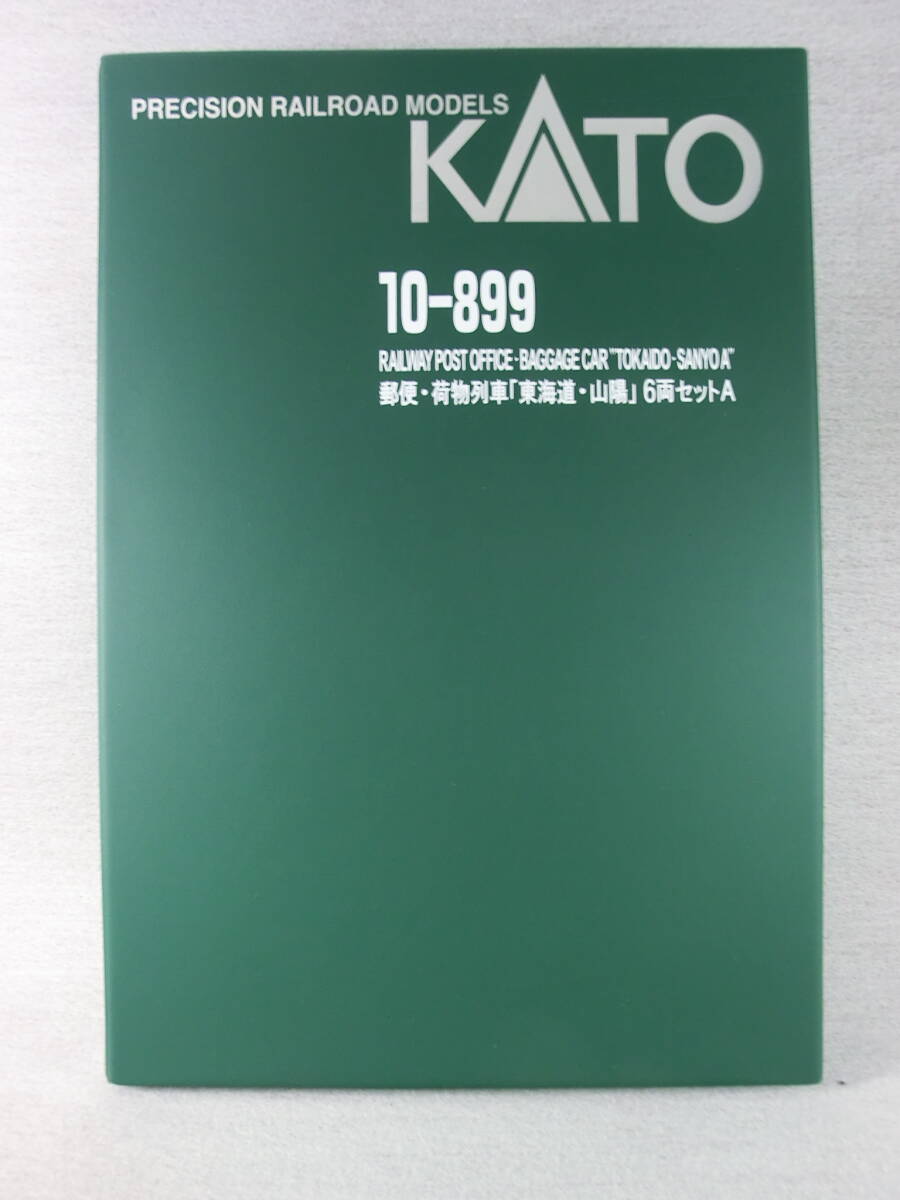 PRECISION RAILROAD MODELS
KATO
10-899
RAILWAY POST OFFICE-BAGGAGE CAR "TOKAIDO-SANYO A"
郵便・荷物列車「東海道・山陽」6両セットA